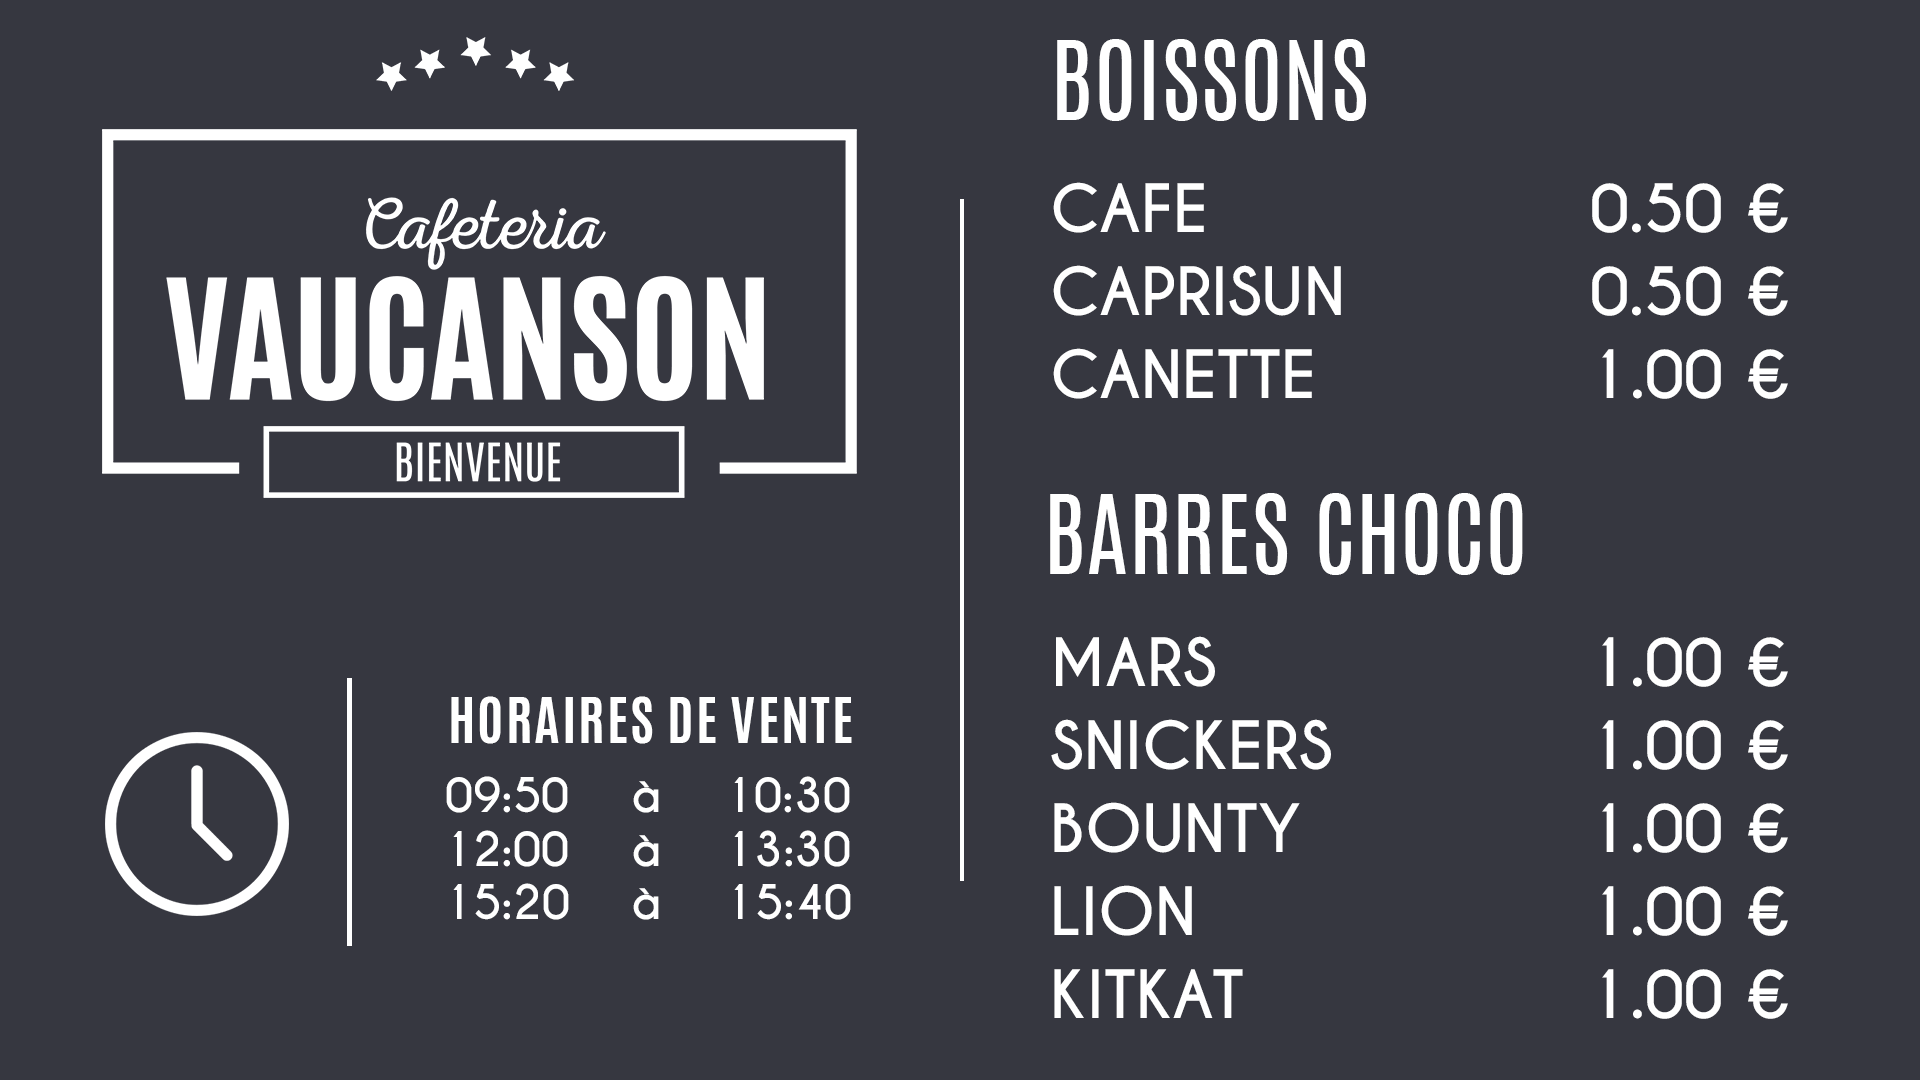 Cafeteria
VAUCANSON
BIENVENUE
HORAIRES DE VENTE
09:50 à 10:30
12:00 à 13:30
15:20 à 15:40
BOISSONS
CAFE 0.50 €
CAPRISUN 0.50 €
CANETTE 1.00 €
BARRES CHOCO
MARS 1.00 €
SNICKERS 1.00 €
BOUNTY 1.00 €
LION 1.00 €
KITKAT 1.00 €